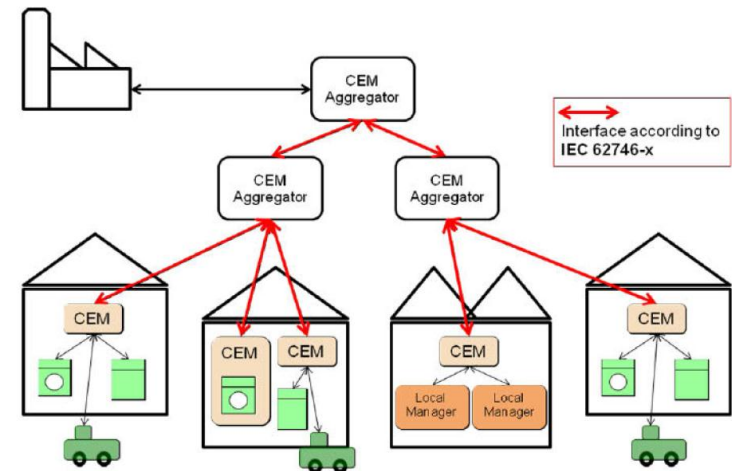 CEM
Aggregator
Interface according to
IEC 62746-x
CEM
Aggregator
CEM
Aggregator
CEM
CEM
CEM
CEM
CEM
Local
Manager
Local
Manager